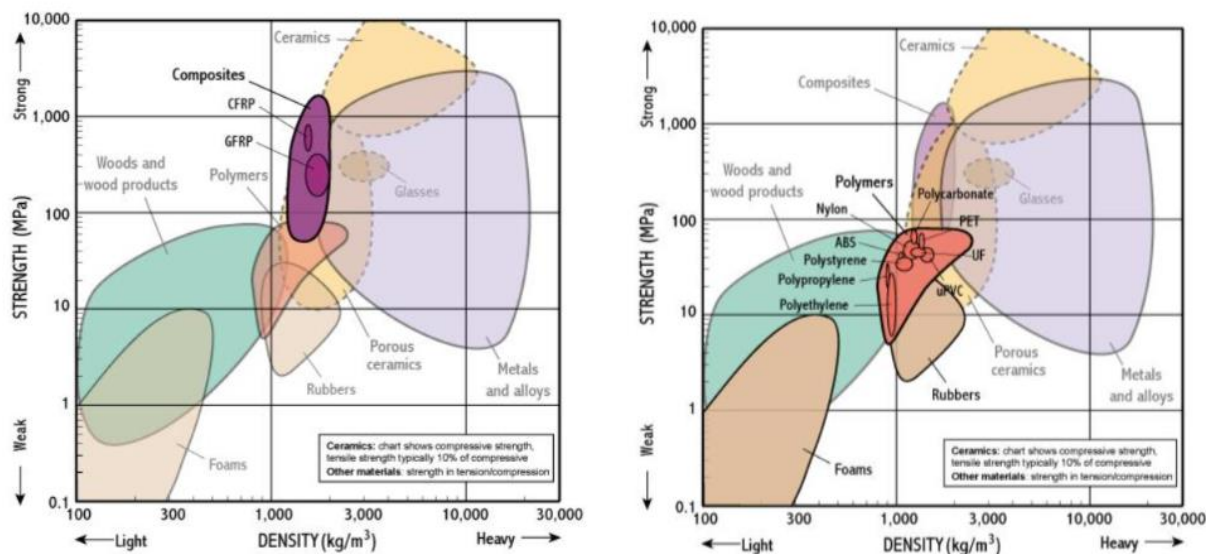 10,000
1,000
100
10
1
0.1
Strong
STRENGTH (MPa)
Weak
Ceramics
Composites
CFRP
GFRP
Woods and
wood products
Polymers
Glasses
Porous
ceramics
Rubbers
Metals
and alloys
Foams
Ceramics: chart shows compressive strength,
tensile strength typically 10% of compressive
Other materials: strength in tension/compression
100
300
1,000
3,000
10,000
30,000
Light
DENSITY (kg/m³)
Heavy
10,000
1,000
100
10
1
0.1
Strong
STRENGTH (MPa)
Weak
Ceramics
Composites
Woods and
wood products
Polymers
Polycarbonate
Glasses
Nylon
PET
ABS
UF
Polystyrene
Polypropylene
uPVC
Polyethylene
Porous
ceramics
Rubbers
Metals
and alloys
Foams
Ceramics: chart shows compressive strength,
tensile strength typically 10% of compressive
Other materials: strength in tension/compression
100
300
1,000
3,000
10,000
30,000
Light
DENSITY (kg/m³)
Heavy